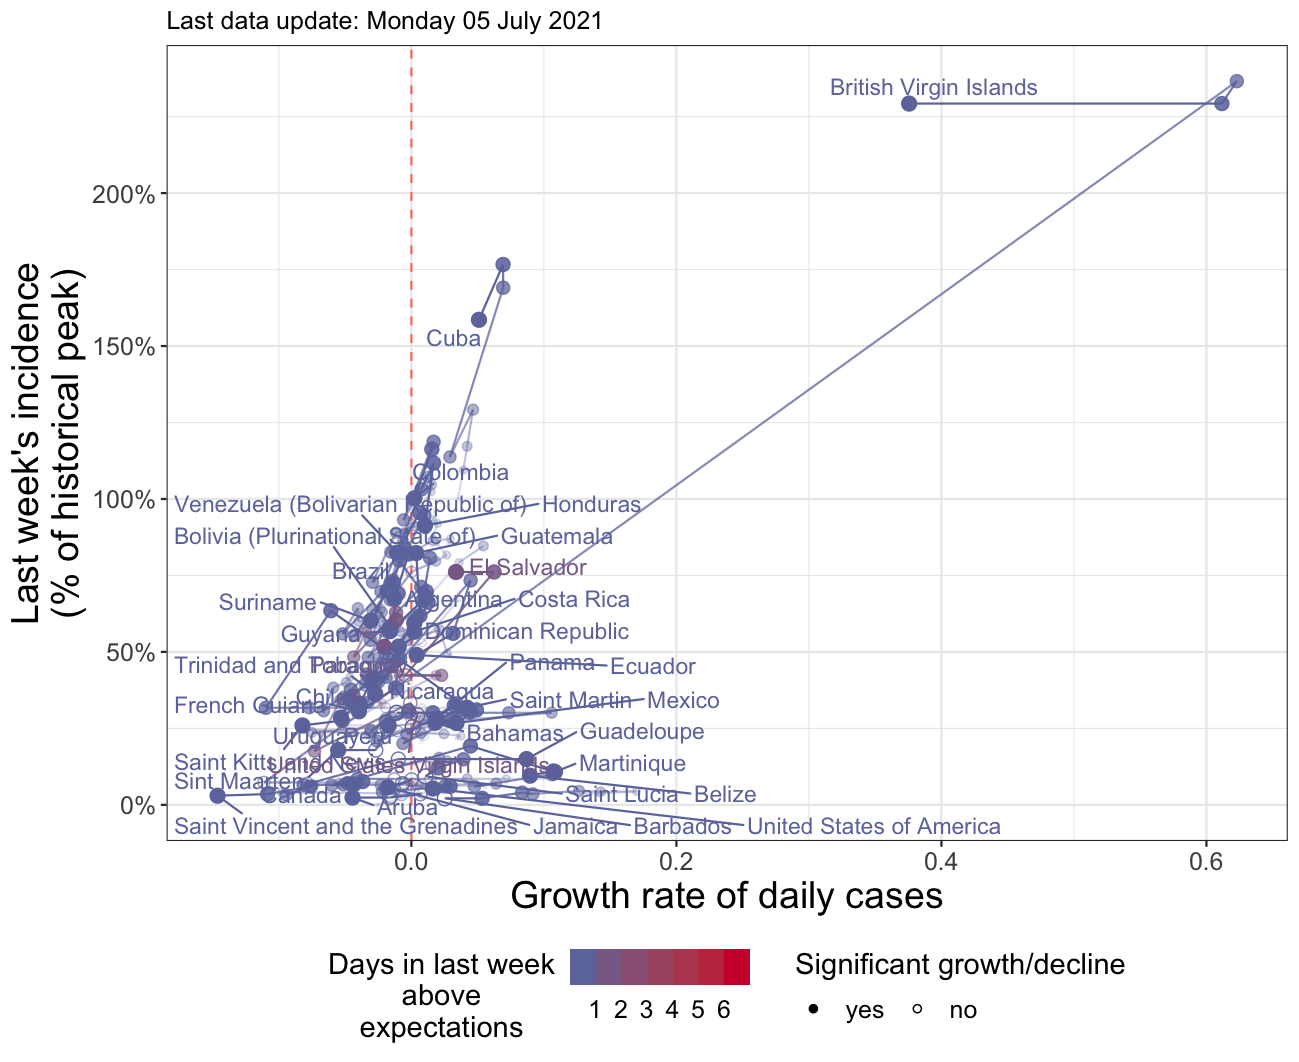 Last data update: Monday 05 July 2021
Last week's incidence
(% of historical peak)
200%
150%
100%
50%
0%
British Virgin Islands
Cuba
Colombia
Venezuela (Bolivarian Republic of)
Honduras
Bolivia (Plurinational State of)
Guatemala
Brazil
El Salvador
Suriname
Argentina
Costa Rica
Guyana
Dominican Republic
Trinidad and Tobago
Paraguay
Panama
Ecuador
French Guiana
Chile
Nicaragua
Saint Martin
Mexico
Uruguay
Peru
Bahamas
Guadeloupe
Saint Kitts and Nevis
United States Virgin Islands
Martinique
Sint Maarten
Canada
Aruba
Saint Lucia
Belize
Saint Vincent and the Grenadines
Jamaica
Barbados
United States of America
0.0
0.2
0.4
0.6
Growth rate of daily cases
Days in last week
above
expectations
1 2 3 4 5 6
Significant growth/decline
yes
no